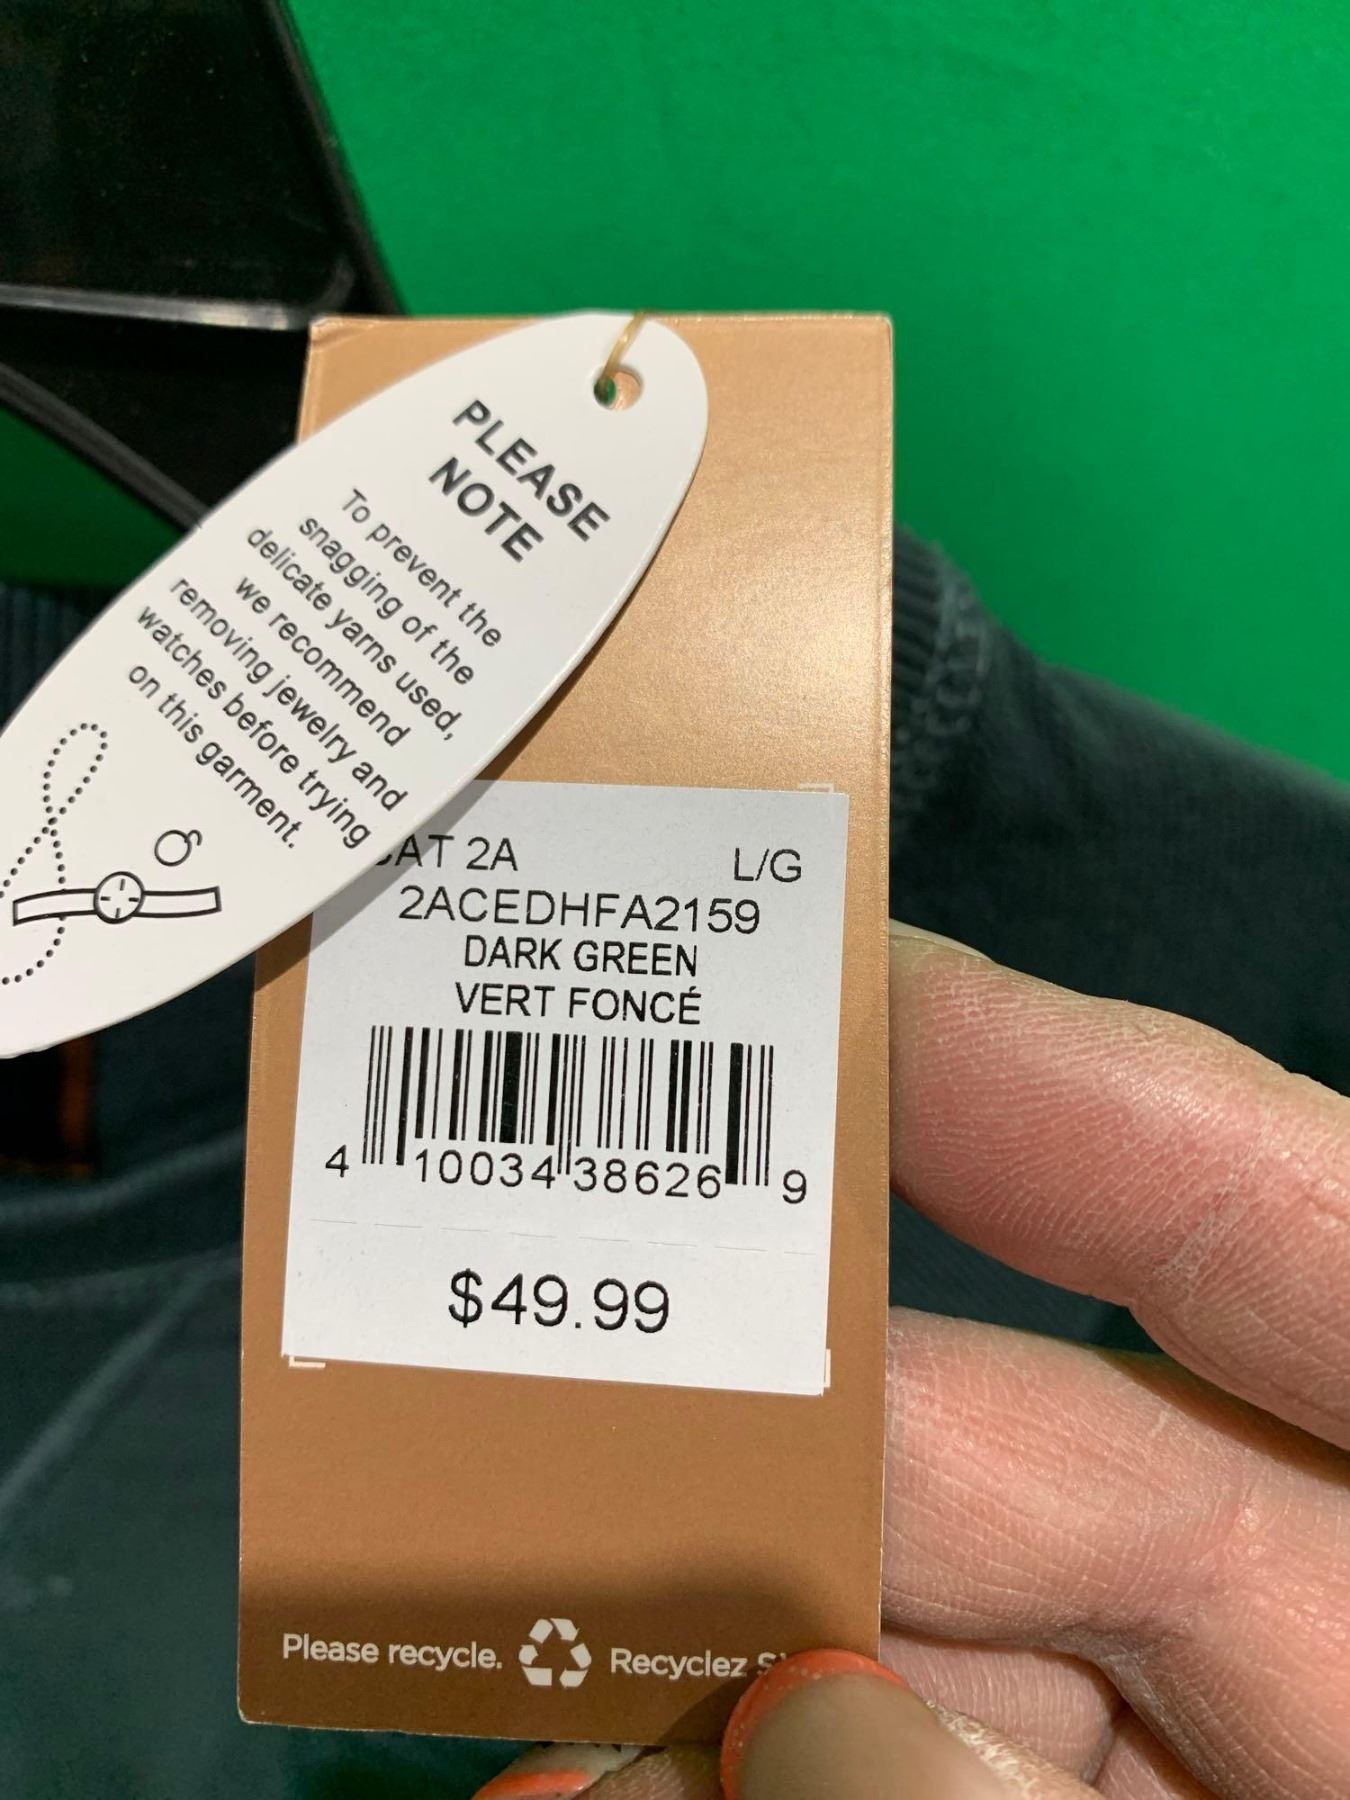 PLEASE
NOTE
To prevent the
snagging of the
delicate yarns used,
we recommend
removing jewelry and
watches before trying
on this garment.
2A L/G
2ACEDHFA2159
DARK GREEN
VERT FONCÉ
4 10034 38626 9
$49.99
Please recycle. Recyclez